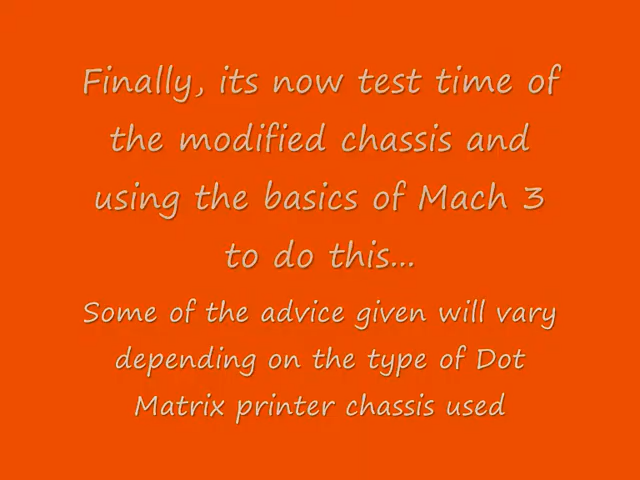 Finally, its now test time of
the modified chassis and
using the basics of Mach 3
to do this...
Some of the advice given will vary
depending on the type of Dot
Matrix printer chassis used